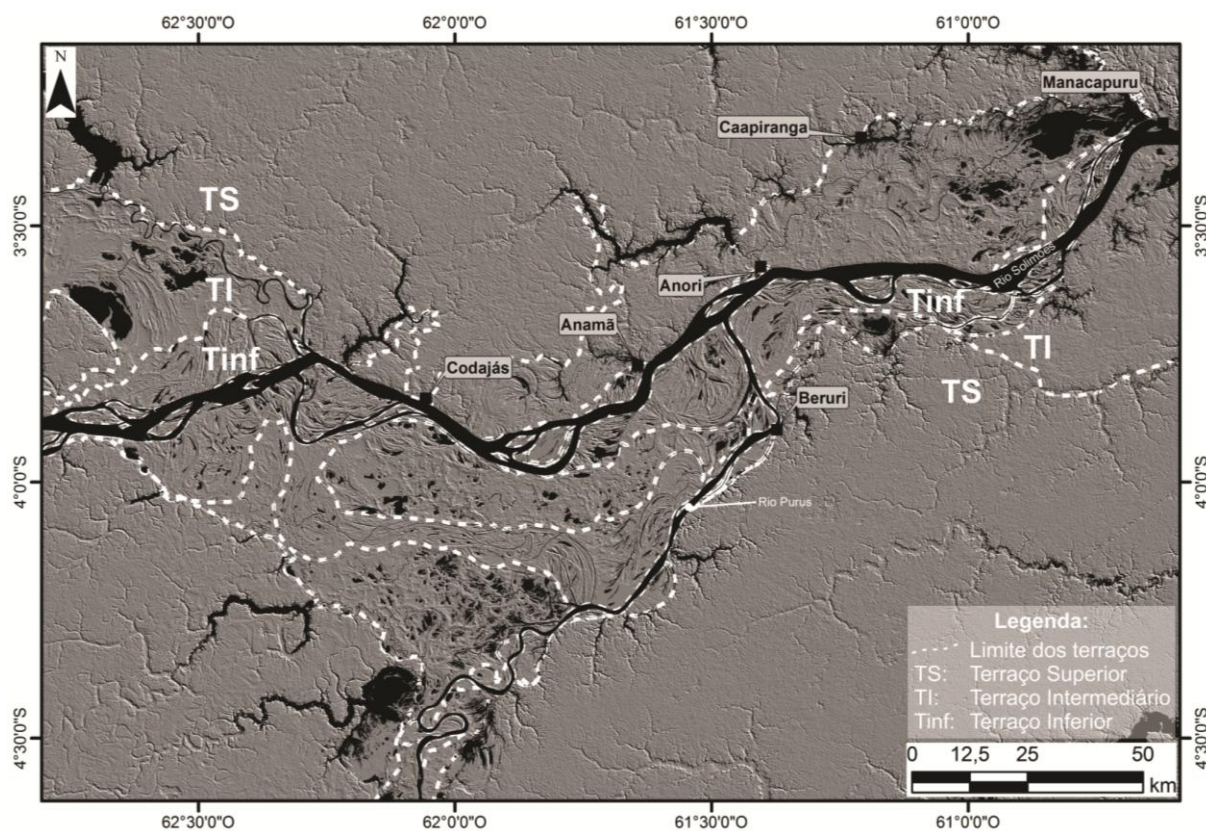 62°30'0"O 62°0'0"O 61°30'0"O 61°0'0"O
N
Manacapuru
Caapiranga
TS
3°30'0"S 3°30'0"S
Rio Solimões
Anori
TI
Tinf
Anamã
Tinf
TI
Codajás
TS
Beruri
4°0'0"S 4°0'0"S
Rio Purus
Legenda:
Limite dos terraços
TS: Terraço Superior
TI: Terraço Intermediário
Tinf: Terraço Inferior
4°30'0"S 4°30'0"S
0 12,5 25 50
km
62°30'0"O 62°0'0"O 61°30'0"O 61°0'0"O